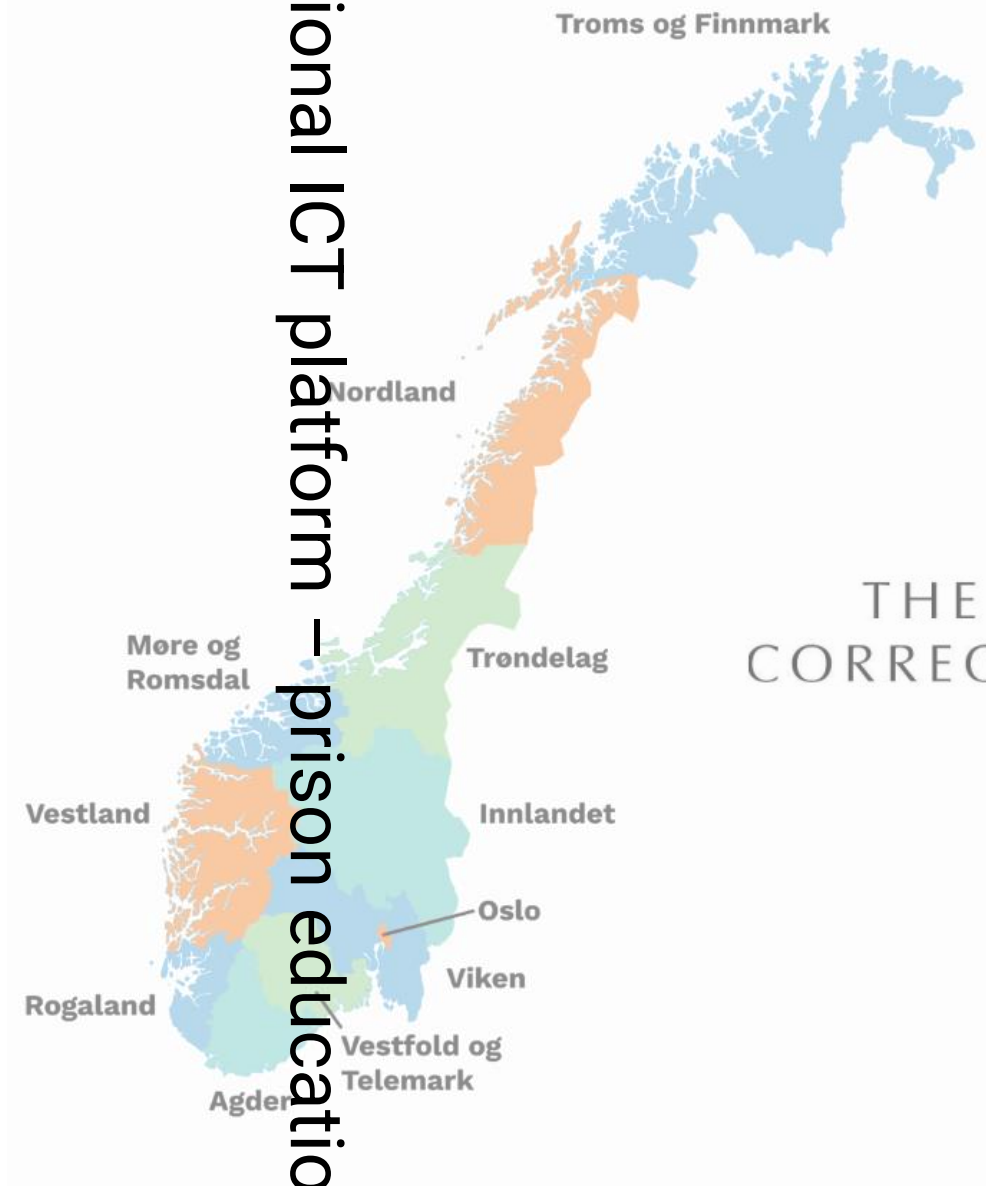 Troms og Finnmark
ional ICT platform – prison educatio
Nordland
THE
CORREC
Møre og
Romsdal
Trøndelag
Vestland
Innlandet
Oslo
Viken
Rogaland
Vestfold og
Telemark
Agder